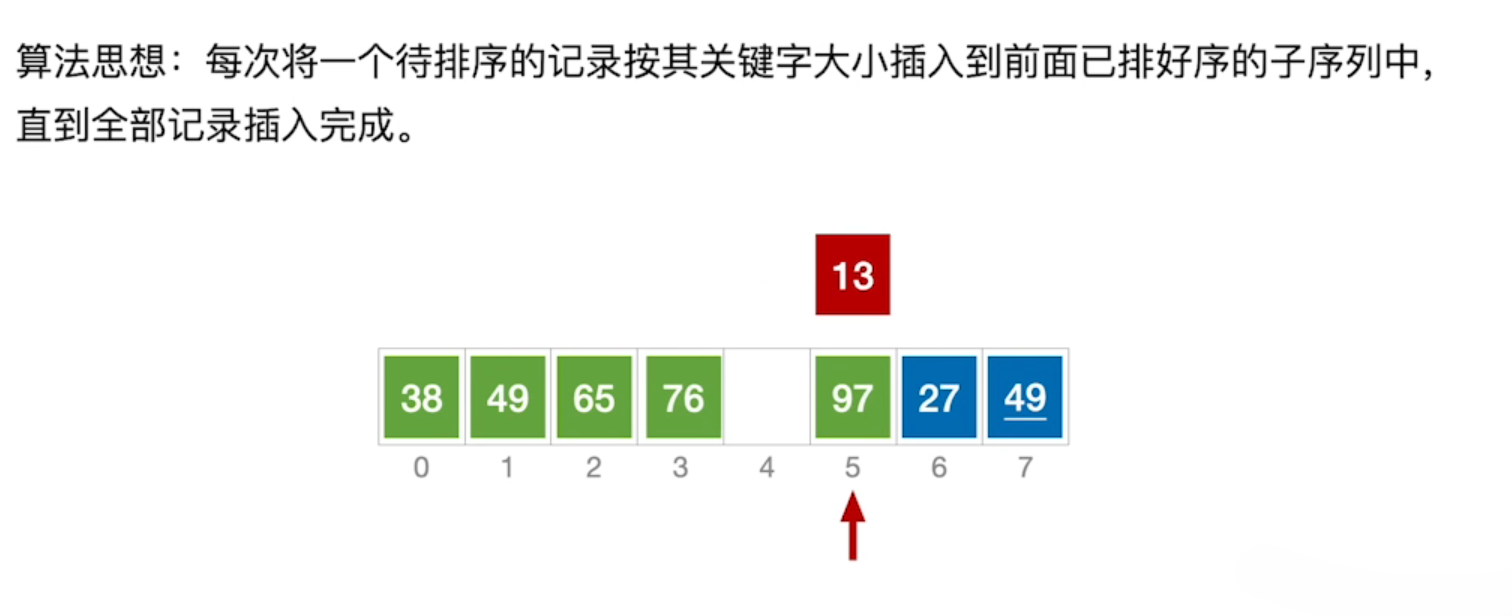 算法思想：每次将一个待排序的记录按其关键字大小插入到前面已排好序的子序列中，
直到全部记录插入完成。
13
38 49 65 76 97 27 49
0 1 2 3 4 5 6 7